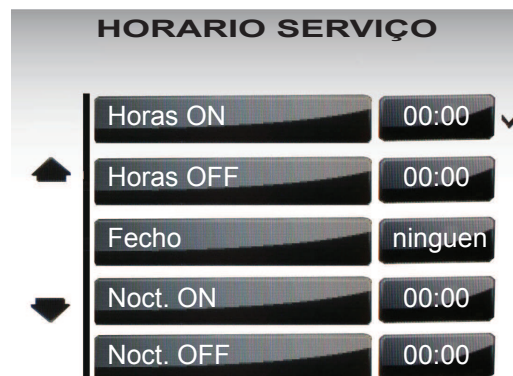 HORARIO SERVIÇO
Horas ON 00:00
Horas OFF 00:00
Fecho ninguen
Noct. ON 00:00
Noct. OFF 00:00